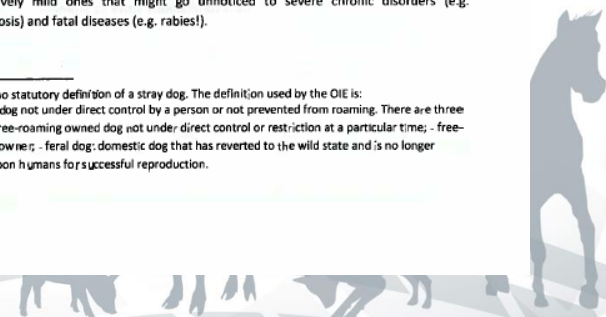 vely mild ones that might go unnoticed to severe chronic disorders (e.g.
osis) and fatal diseases (e.g. rabies!).
no statutory definition of a stray dog. The definition used by the OIE is:
dog not under direct control by a person or not prevented from roaming. There are three
ree-roaming owned dog not under direct control or restriction at a particular time; - free-
owner; - feral dog: domestic dog that has reverted to the wild state and is no longer
pon humans for successful reproduction.